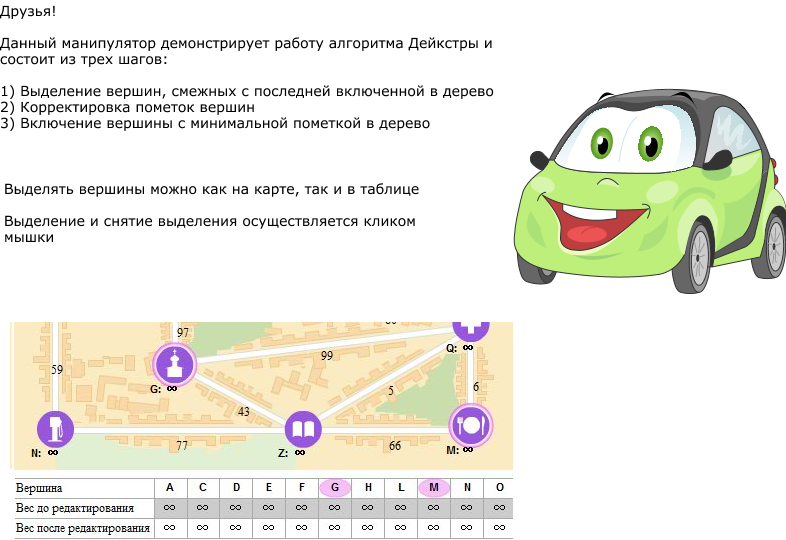 Друзья!
Данный манипулятор демонстрирует работу алгоритма Дейкстры и
состоит из трех шагов:
1) Выделение вершин, смежных с последней включенной в дерево
2) Корректировка пометок вершин
3) Включение вершины с минимальной пометкой в дерево
Выделять вершины можно как на карте, так и в таблице
Выделение и снятие выделения осуществляется кликом
мышки
97
99
Q: ∞
59
G: ∞
5
6
43
N: ∞
77
Z: ∞
66
M: ∞
Вершина A C D E F G H L M N O
Вес до редактирования ∞ ∞ ∞ ∞ ∞ ∞ ∞ ∞ ∞ ∞ ∞
Вес после редактирования ∞ ∞ ∞ ∞ ∞ ∞ ∞ ∞ ∞ ∞ ∞